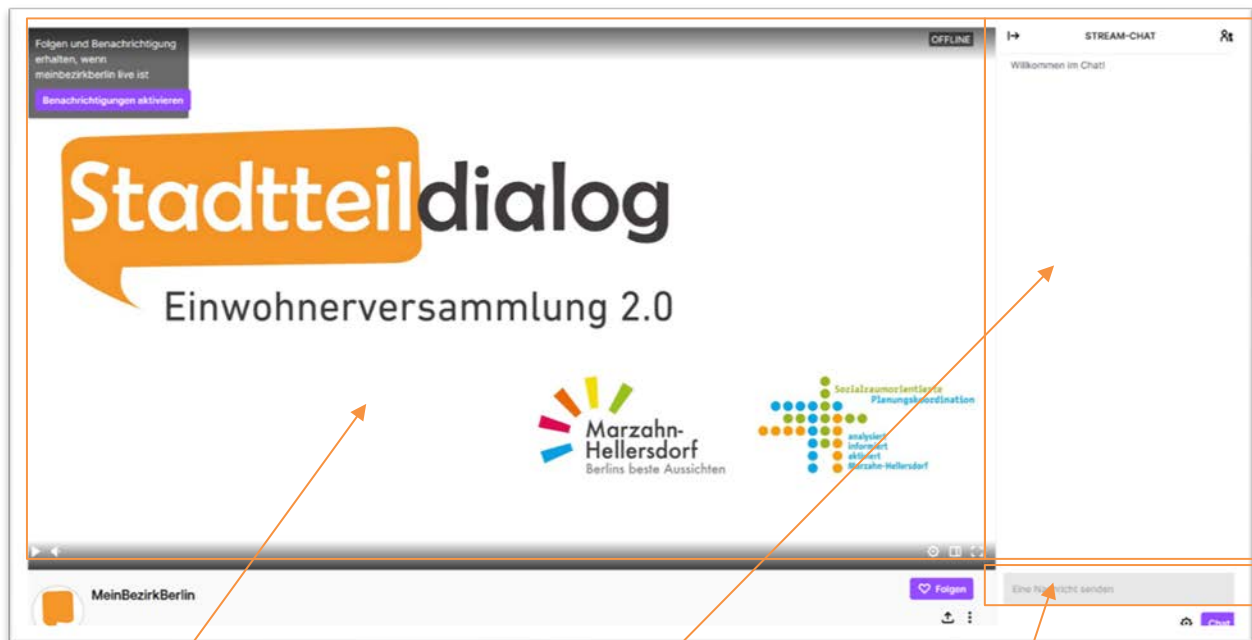 Folgen und Benachrichtigung
erhalten, wenn
meinbezirkberlin live ist
Benachrichtigungen aktivieren
OFFLINE
Stadtteildialog
Einwohnerversammlung 2.0
Marzahn-
Hellersdorf
Berlins beste Aussichten
Sozialraumorientierte
Planungskoordination
analysiert
informiert
aktiviert
Marzahn-Hellersdorf
MeinBezirkBerlin
Folgen
STREAM-CHAT
Willkommen im Chat!
Eine Nachricht senden
Chat